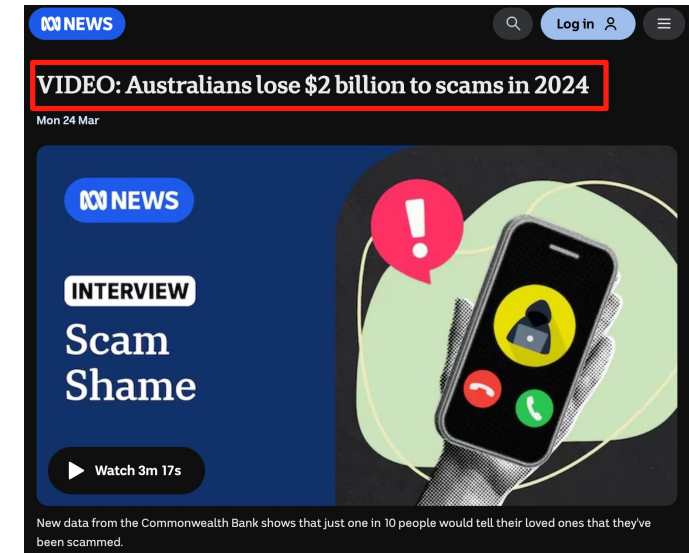 NEWS
Log in
VIDEO: Australians lose $2 billion to scams in 2024
Mon 24 Mar
NEWS
INTERVIEW
Scam
Shame
!
Watch 3m 17s
New data from the Commonwealth Bank shows that just one in 10 people would tell their loved ones that they've
been scammed.